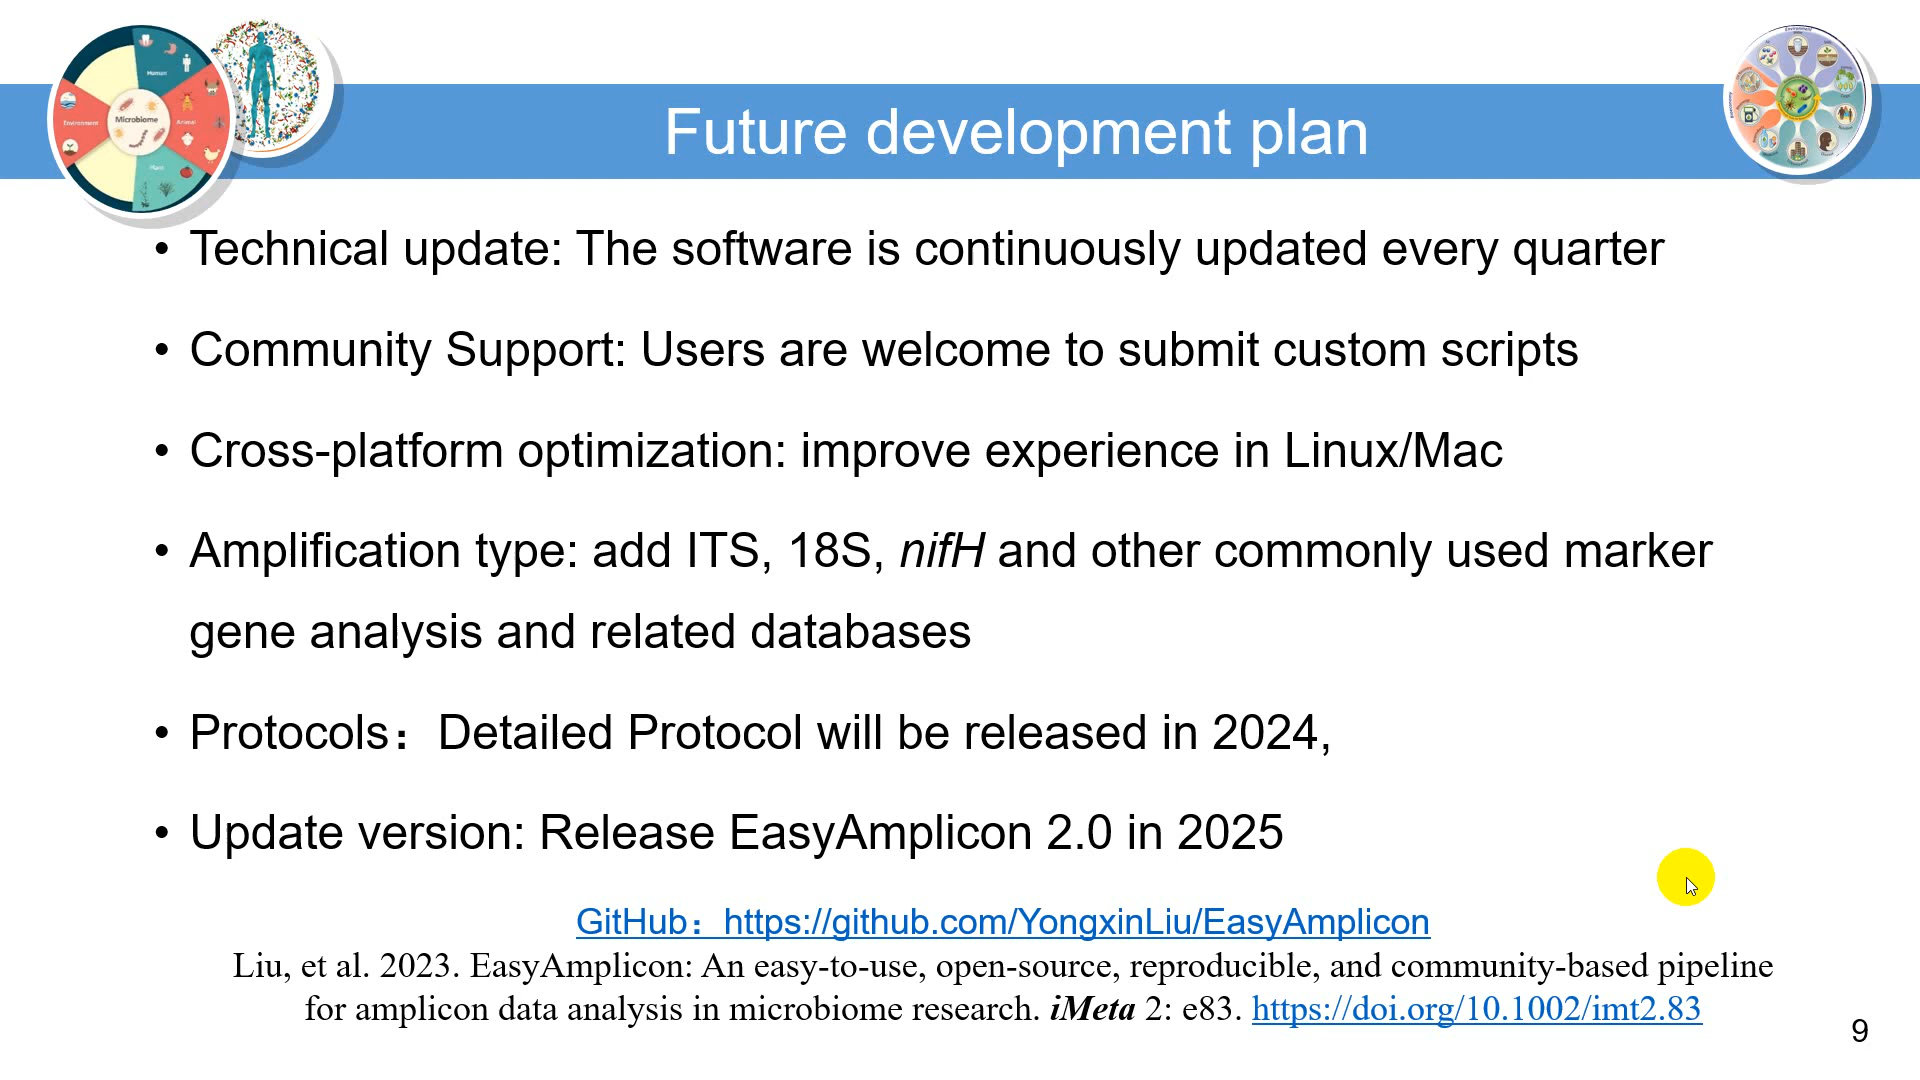 Human
Microbiome
Environment
Animal
Plant
Future development plan
• Technical update: The software is continuously updated every quarter
• Community Support: Users are welcome to submit custom scripts
• Cross-platform optimization: improve experience in Linux/Mac
• Amplification type: add ITS, 18S, nifH and other commonly used marker
gene analysis and related databases
• Protocols：Detailed Protocol will be released in 2024,
• Update version: Release EasyAmplicon 2.0 in 2025
GitHub：https://github.com/YongxinLiu/EasyAmplicon
Liu, et al. 2023. EasyAmplicon: An easy-to-use, open-source, reproducible, and community-based pipeline
for amplicon data analysis in microbiome research. iMeta 2: e83. https://doi.org/10.1002/imt2.83
9